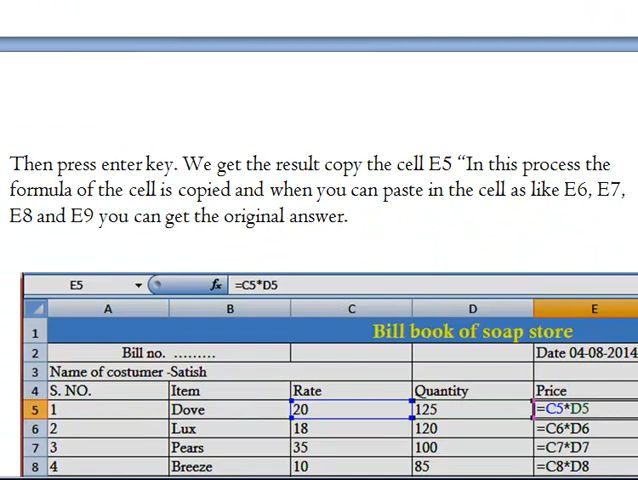 Then press enter key. We get the result copy the cell E5 “In this process the
formula of the cell is copied and when you can paste in the cell as like E6, E7,
E8 and E9 you can get the original answer.
E5 fx =C5*D5
A B C D E
1 Bill book of soap store
2 Bill no. ......... Date 04-08-2014
3 Name of costumer -Satish
4 S. NO. Item Rate Quantity Price
5 1 Dove 20 125 =C5*D5
6 2 Lux 18 120 =C6*D6
7 3 Pears 35 100 =C7*D7
8 4 Breeze 10 85 =C8*D8